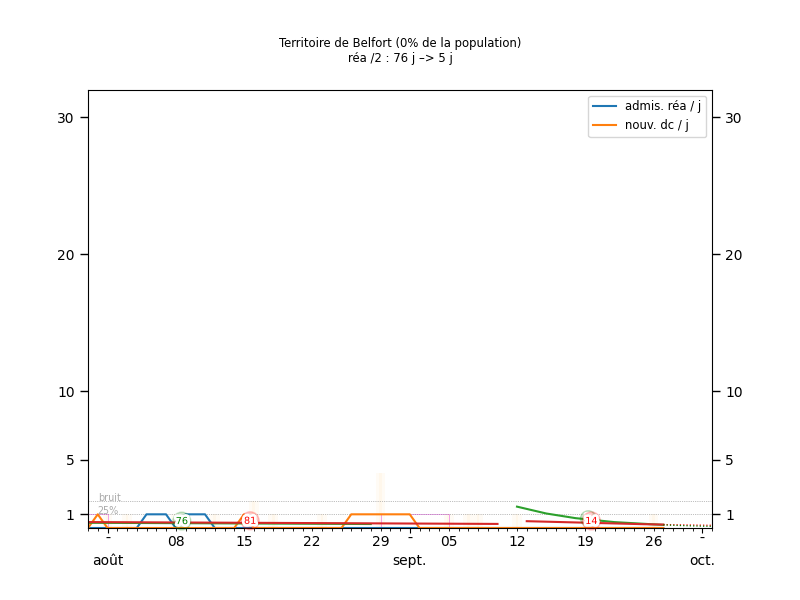 Territoire de Belfort (0% de la population)
réa /2 : 76 j –> 5 j
admis. réa / j
nouv. dc / j
30
30
20
20
10
10
5
5
bruit
25%
1
1
76
81
14
- 08 15 22 29 - 05 12 19 26 -
août sept. oct.